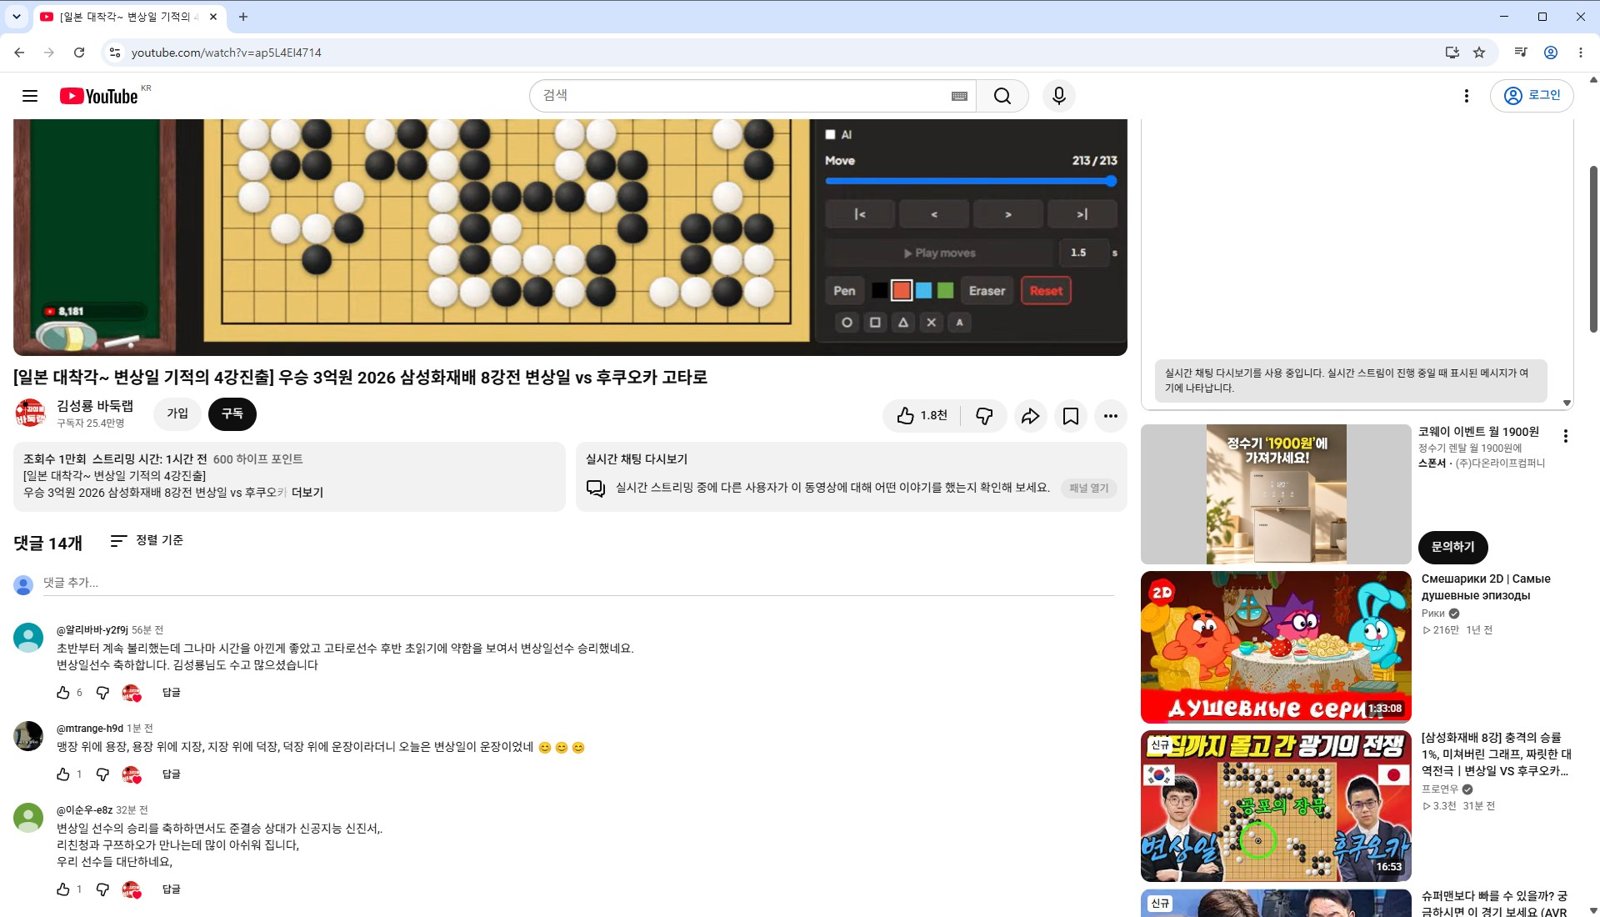 [일본 대착각~ 변상일 기적의 4
youtube.com/watch?v=ap5L4EI4714
YouTube KR
검색
로그인
AI
Move 213 / 213
|< < > >|
Play moves 1.5 s
Pen Eraser Reset
A
8,181
[일본 대착각~ 변상일 기적의 4강진출] 우승 3억원 2026 삼성화재배 8강전 변상일 vs 후쿠오카 고타로
김성룡 바둑랩
구독자 25.4만명
가입
구독
1.8천
조회수 1만회 스트리밍 시간: 1시간 전 600 하이프 포인트
[일본 대착각~ 변상일 기적의 4강진출]
우승 3억원 2026 삼성화재배 8강전 변상일 vs 후쿠오카 더보기
실시간 채팅 다시보기
실시간 스트리밍 중에 다른 사용자가 이 동영상에 대해 어떤 이야기를 했는지 확인해 보세요. 패널 열기
댓글 14개 정렬 기준
댓글 추가...
@알리바바-y2f9j 56분 전
초반부터 계속 불리했는데 그나마 시간을 아낀게 좋았고 고타로선수 후반 초읽기에 약함을 보여서 변상일선수 승리했네요.
변상일선수 축하합니다. 김성룡님도 수고 많으셨습니다
6 답글
@mtrange-h9d 1분 전
맹장 위에 용장, 용장 위에 지장, 지장 위에 덕장, 덕장 위에 운장이라더니 오늘은 변상일이 운장이었네 😊 😊 😊
1 답글
@이순우-e8z 32분 전
변상일 선수의 승리를 축하하면서도 준결승 상대가 신공지능 신진서,.
리친청과 구쯔하오가 만나는데 많이 아쉬워 집니다,
우리 선수들 대단하네요,
1 답글
실시간 채팅 다시보기를 사용 중입니다. 실시간 스트림이 진행 중일 때 표시된 메시지가 여
기에 나타납니다.
정수기 '1900원'에
가져가세요!
코웨이 이벤트 월 1900원
정수기 렌탈 월 1900원에
스폰서 · (주)다온라이프컴퍼니
문의하기
2D
ДУШЕВНЫЕ СЕРИ
1:33:08
Смешарики 2D | Самые
душевные эпизоды
Рики
216만 1년 전
신규
집까지 몰고 간 광기의 전쟁
공포의 장문
변상일
후쿠오카
16:53
[삼성화재배 8강] 충격의 승률
1%, 미쳐버린 그래프, 짜릿한 대
역전극 | 변상일 VS 후쿠오카...
프로연우
3.3천 31분 전
신규
슈퍼맨보다 빠를 수 있을까? 궁
금하시면 이 경기 보세요 (AVR